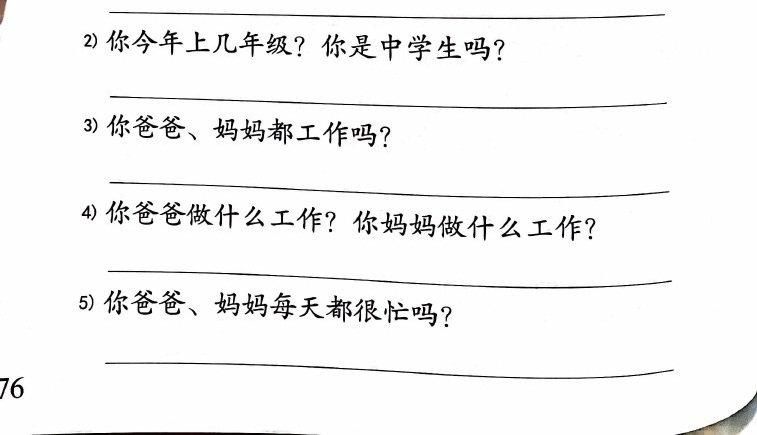 2) 你今年上几年级？你是中学生吗？
3) 你爸爸、妈妈都工作吗？
4) 你爸爸做什么工作？你妈妈做什么工作？
5) 你爸爸、妈妈每天都很忙吗？
76